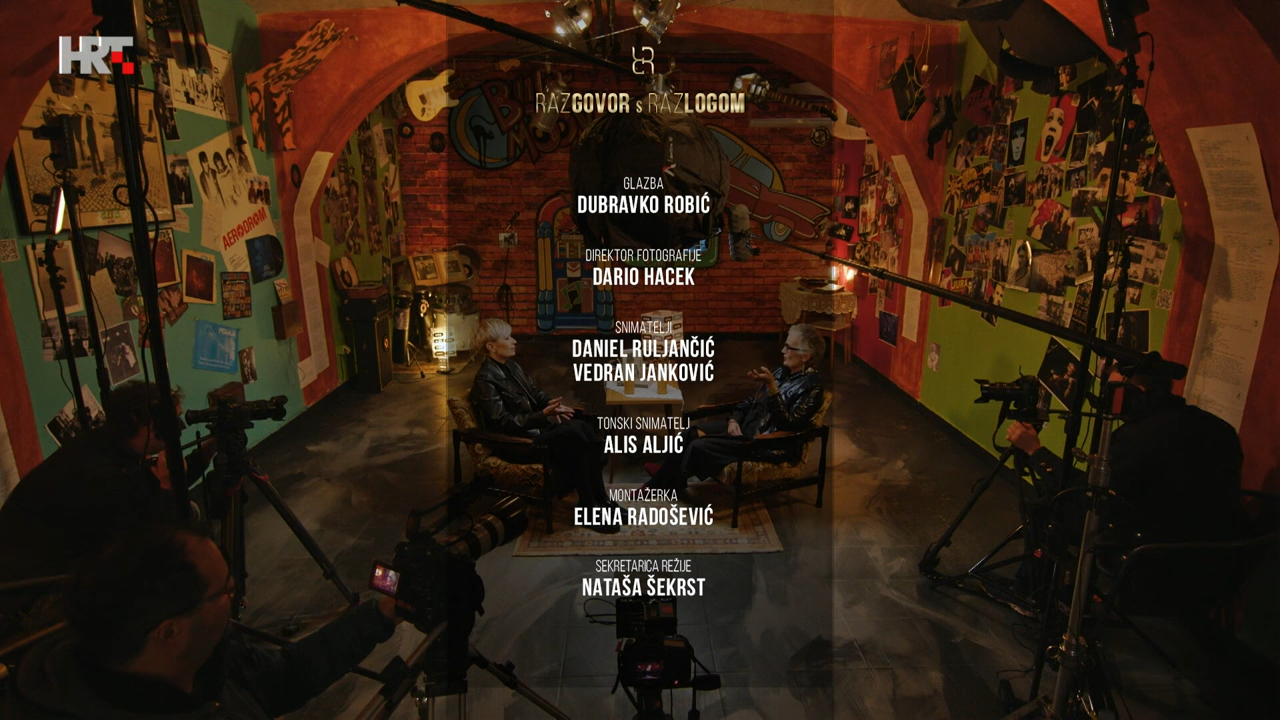 HRT
RAZGOVOR s RAZLOGOM
GLAZBA
DUBRAVKO ROBIĆ
DIREKTOR FOTOGRAFIJE
DARIO HACEK
SNIMATELJI
DANIEL RULJANČIĆ
VEDRAN JANKOVIĆ
TONSKI SNIMATELJ
ALIS ALJIĆ
MONTAŽERKA
ELENA RADOŠEVIĆ
SEKRETARICA REŽIJE
NATAŠA ŠEKRST
AERODROM